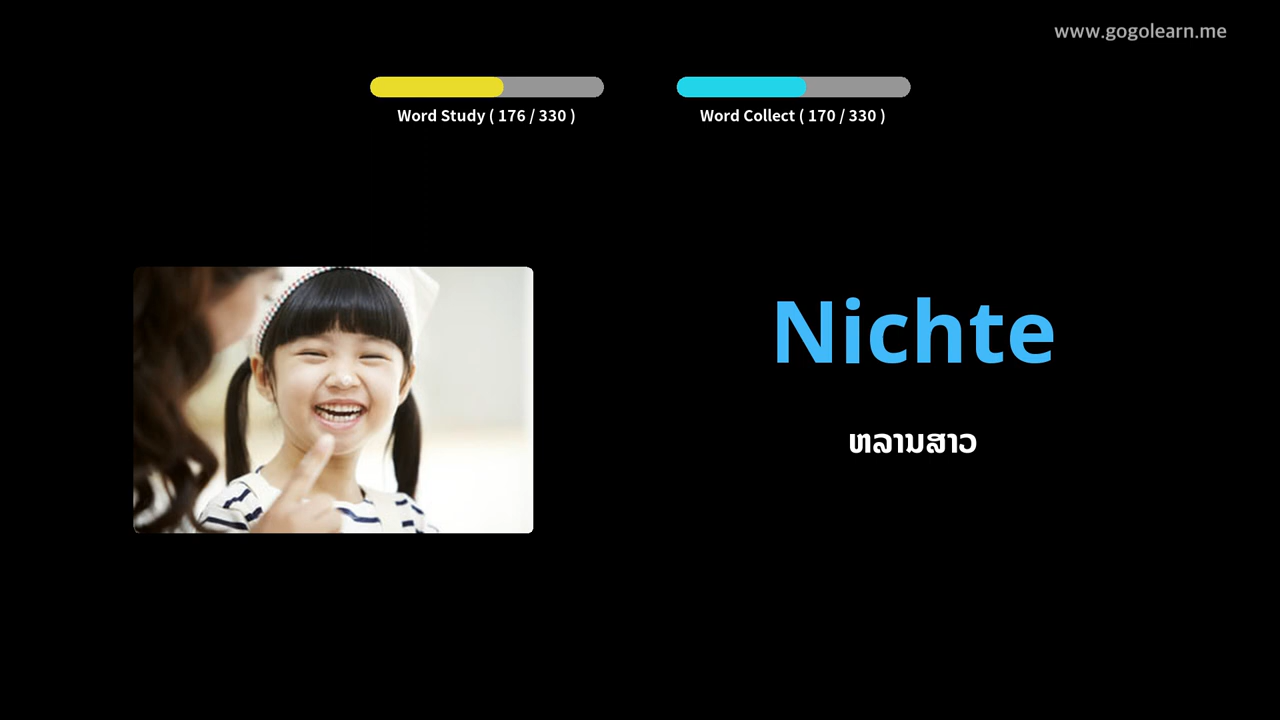 www.gogolearn.me
Word Study ( 176 / 330 )
Word Collect ( 170 / 330 )
Nichte
ຫລານສາວ